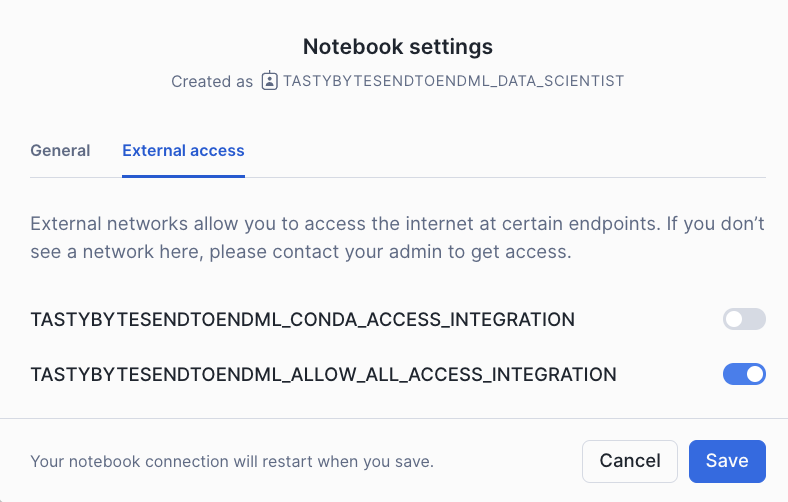 Notebook settings
Created as TASTYBYTESENDTOENDML_DATA_SCIENTIST
General External access
External networks allow you to access the internet at certain endpoints. If you don’t
see a network here, please contact your admin to get access.
TASTYBYTESENDTOENDML_CONDA_ACCESS_INTEGRATION
TASTYBYTESENDTOENDML_ALLOW_ALL_ACCESS_INTEGRATION
Your notebook connection will restart when you save. Cancel Save